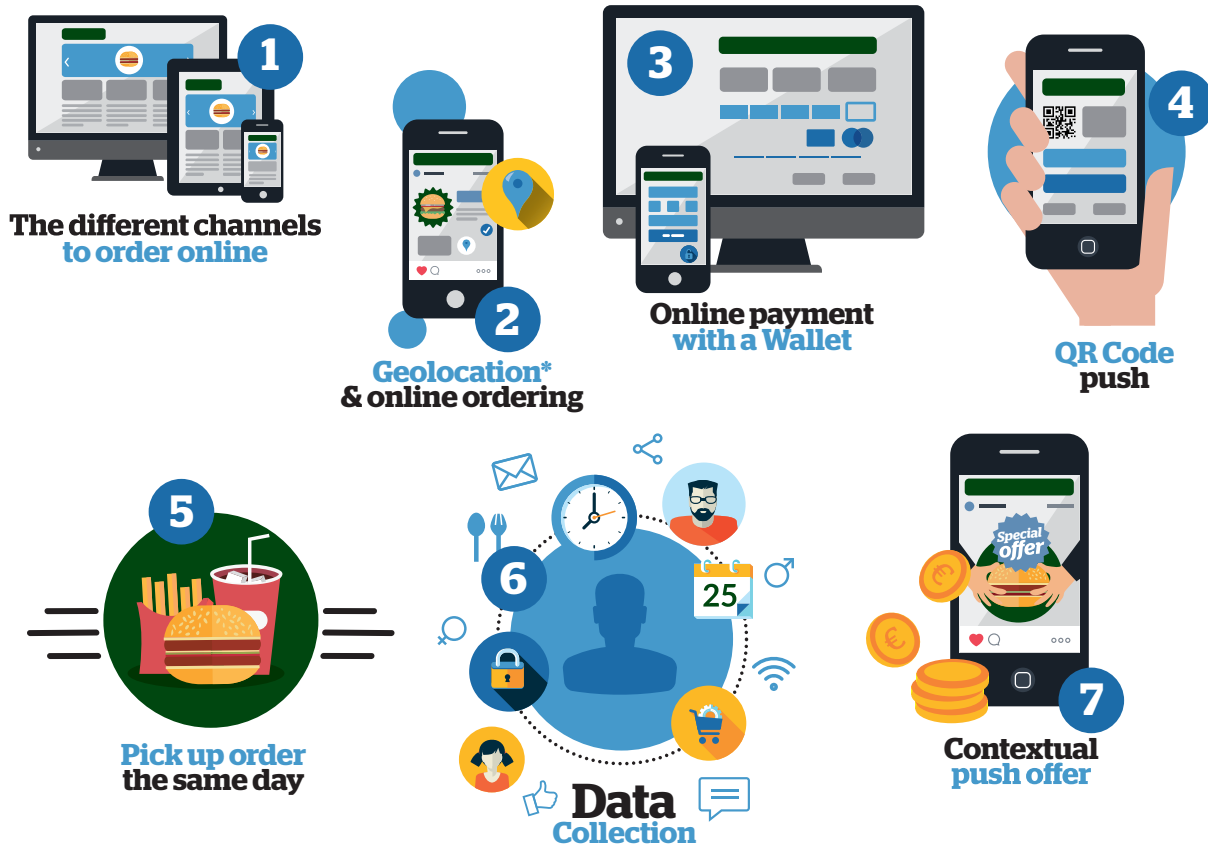 1
The different channels
to order online
2
Geolocation*
& online ordering
3
Online payment
with a Wallet
4
QR Code
push
5
Pick up order
the same day
6
25
Data
Collection
Special
offer
€
€
7
Contextual
push offer